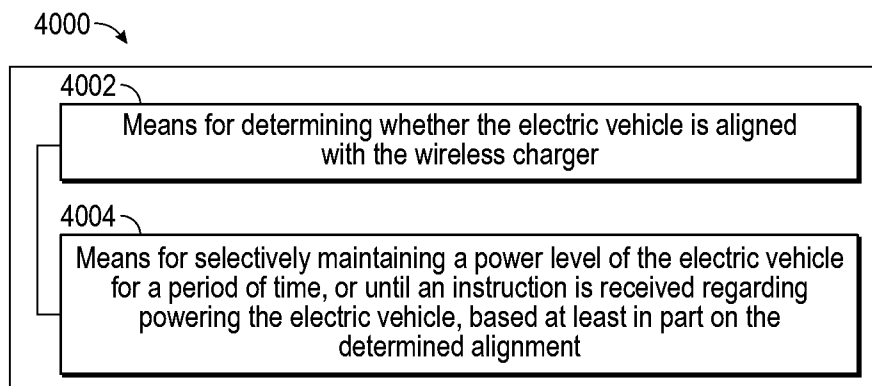 4000
4002
Means for determining whether the electric vehicle is aligned
with the wireless charger
4004
Means for selectively maintaining a power level of the electric vehicle
for a period of time, or until an instruction is received regarding
powering the electric vehicle, based at least in part on the
determined alignment